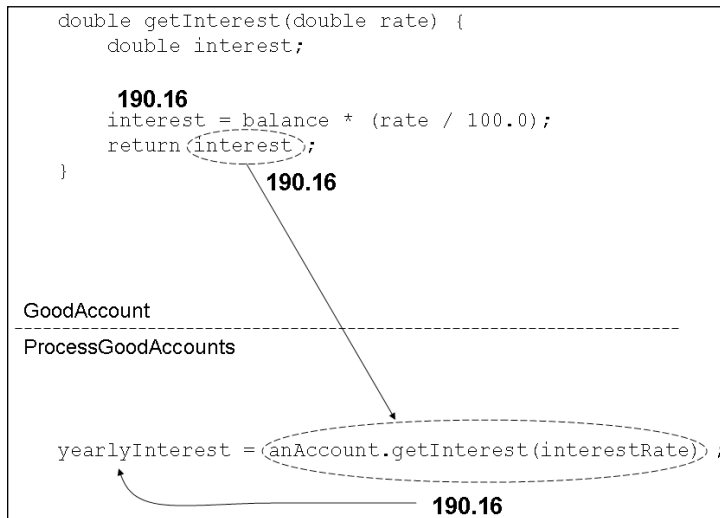 double getInterest(double rate) {
double interest;
190.16
interest = balance * (rate / 100.0);
return interest ;
190.16
}
GoodAccount
ProcessGoodAccounts
yearlyInterest = anAccount.getInterest(interestRate) ;
190.16